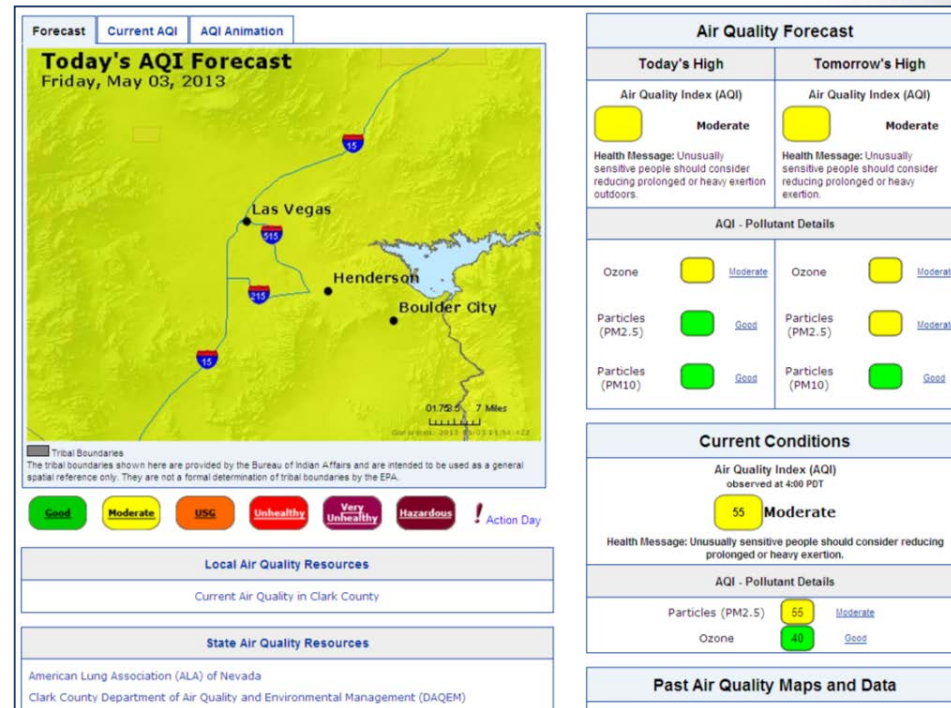 Forecast
Current AQI
AQI Animation
Today's AQI Forecast
Friday, May 03, 2013
15
Las Vegas
515
Henderson
215
Boulder City
15
7 Miles
Tribal Boundaries
The tribal boundaries shown here are provided by the Bureau of Indian Affairs and are intended to be used as a general
spatial reference only. They are not a formal determination of tribal boundaries by the EPA.
Good
Moderate
USG
Unhealthy
Very
Unhealthy
Hazardous
! Action Day
Local Air Quality Resources
Current Air Quality in Clark County
State Air Quality Resources
American Lung Association (ALA) of Nevada
Clark County Department of Air Quality and Environmental Management (DAQEM)
Air Quality Forecast
Today's High
Air Quality Index (AQI)
Moderate
Health Message: Unusually
sensitive people should consider
reducing prolonged or heavy exertion
outdoors.
Tomorrow's High
Air Quality Index (AQI)
Moderate
Health Message: Unusually
sensitive people should consider
reducing prolonged or heavy
exertion.
AQI - Pollutant Details
Ozone Moderate
Particles
(PM2.5) Good
Particles
(PM10) Good
Ozone Moderat
Particles
(PM2.5) Moderat
Particles
(PM10) Good
Current Conditions
Air Quality Index (AQI)
observed at 4:00 PDT
55 Moderate
Health Message: Unusually sensitive people should consider reducing
prolonged or heavy exertion.
AQI - Pollutant Details
Particles (PM2.5) 55 Moderate
Ozone 40 Good
Past Air Quality Maps and Data